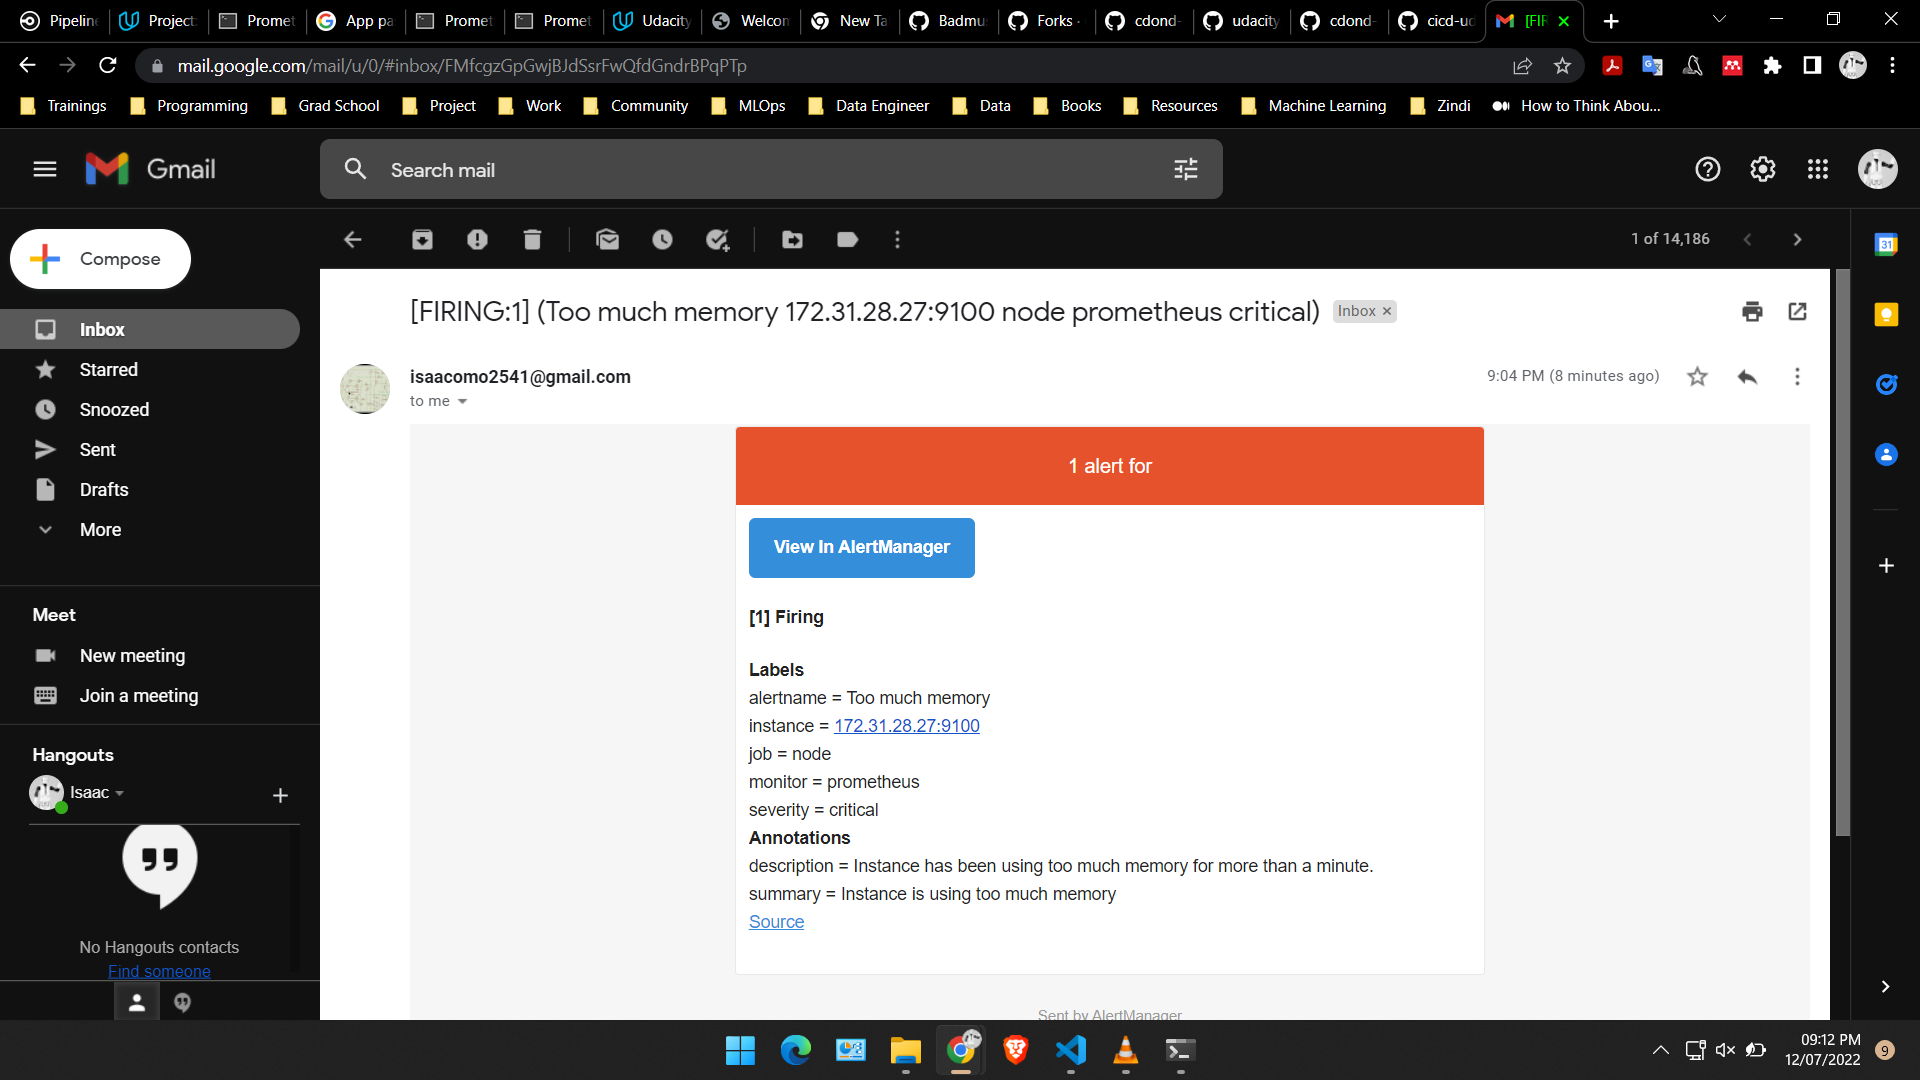 Pipeline
Project:
Promet
App pa
Promet
Promet
Udacity
Welcom
New Ta
Badmu
Forks ·
cdond-
udacity
cdond-
cicd-ud
[FIR
mail.google.com/mail/u/0/#inbox/FMfcgzGpGwjBJdSsrFwQfdGndrBPqPTp
Trainings
Programming
Grad School
Project
Work
Community
MLOps
Data Engineer
Data
Books
Resources
Machine Learning
Zindi
How to Think Abou...
Gmail
Search mail
Compose
1 of 14,186
Inbox
Starred
Snoozed
Sent
Drafts
More
Meet
New meeting
Join a meeting
Hangouts
Isaac
No Hangouts contacts
Find someone
[FIRING:1] (Too much memory 172.31.28.27:9100 node prometheus critical)
Inbox ×
isaacomo2541@gmail.com
to me
9:04 PM (8 minutes ago)
1 alert for
View In AlertManager
[1] Firing
Labels
alertname = Too much memory
instance = 172.31.28.27:9100
job = node
monitor = prometheus
severity = critical
Annotations
description = Instance has been using too much memory for more than a minute.
summary = Instance is using too much memory
Source
Sent by AlertManager
31
09:12 PM
12/07/2022
9